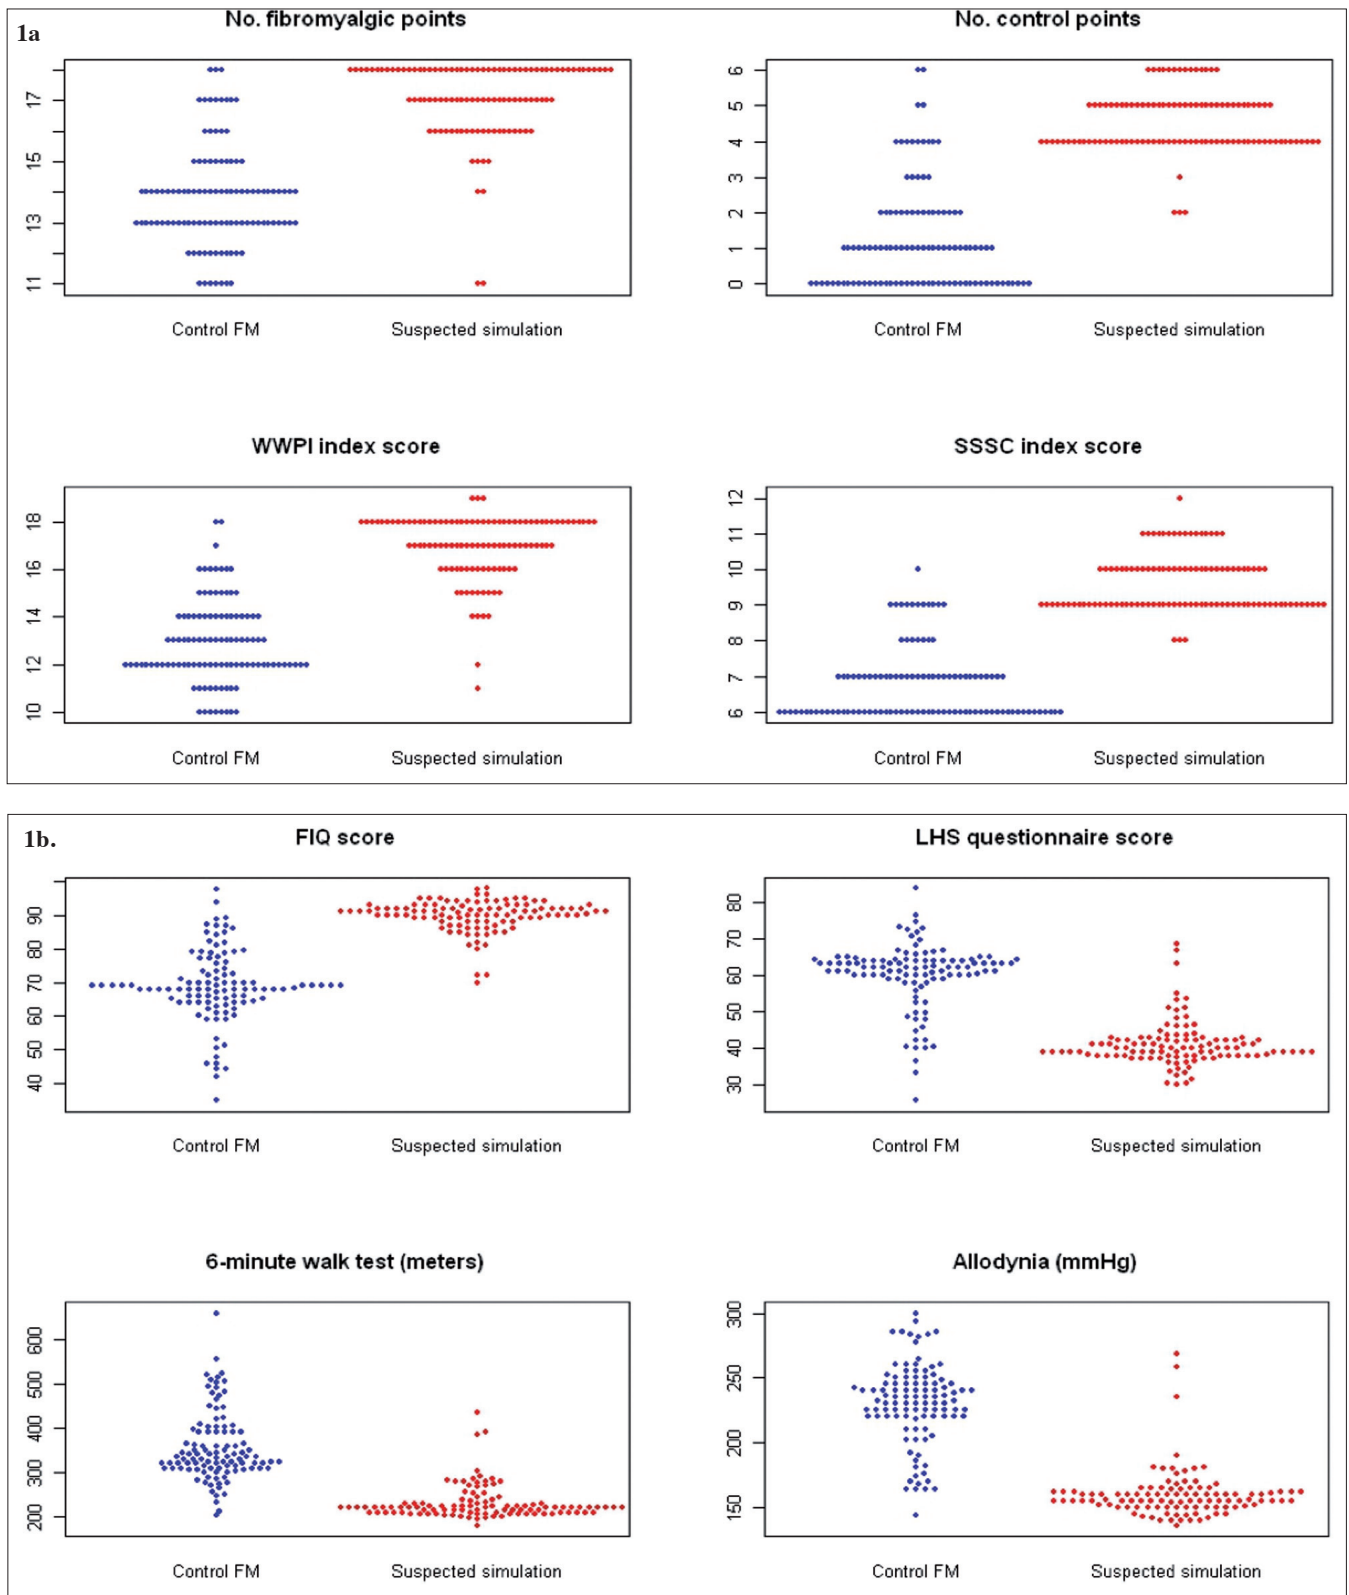 1a
No. fibromyalgic points
No. control points
17
15
13
11
6
5
4
3
2
1
0
Control FM
Suspected simulation
Control FM
Suspected simulation
WWPI index score
SSSC index score
18
16
14
12
10
12
11
10
9
8
7
6
Control FM
Suspected simulation
Control FM
Suspected simulation
1b.
FIQ score
LHS questionnaire score
90
80
70
60
50
40
80
70
60
50
40
30
Control FM
Suspected simulation
Control FM
Suspected simulation
6-minute walk test (meters)
Allodynia (mmHg)
600
500
400
300
200
300
250
200
150
Control FM
Suspected simulation
Control FM
Suspected simulation